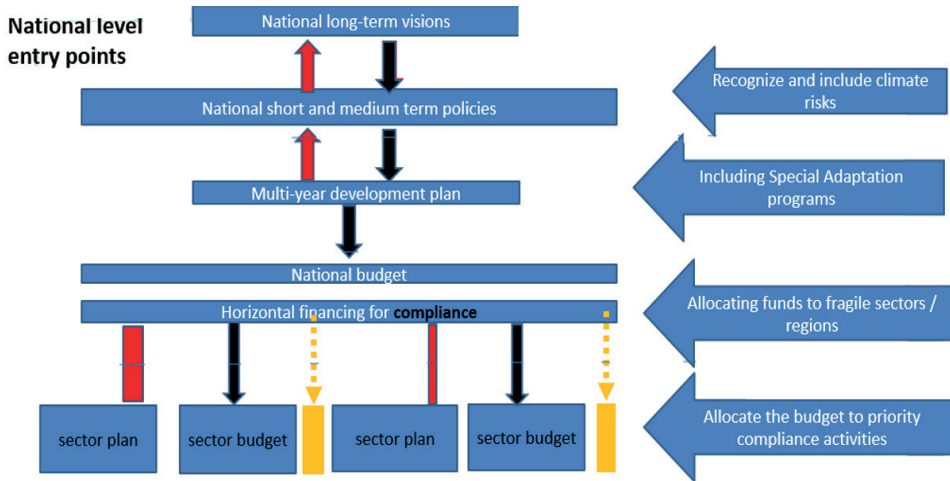 National level
entry points
National long-term visions
National short and medium term policies
Recognize and include climate
risks
Multi-year development plan
Including Special Adaptation
programs
National budget
Horizontal financing for compliance
Allocating funds to fragile sectors /
regions
sector plan
sector budget
sector plan
sector budget
Allocate the budget to priority
compliance activities